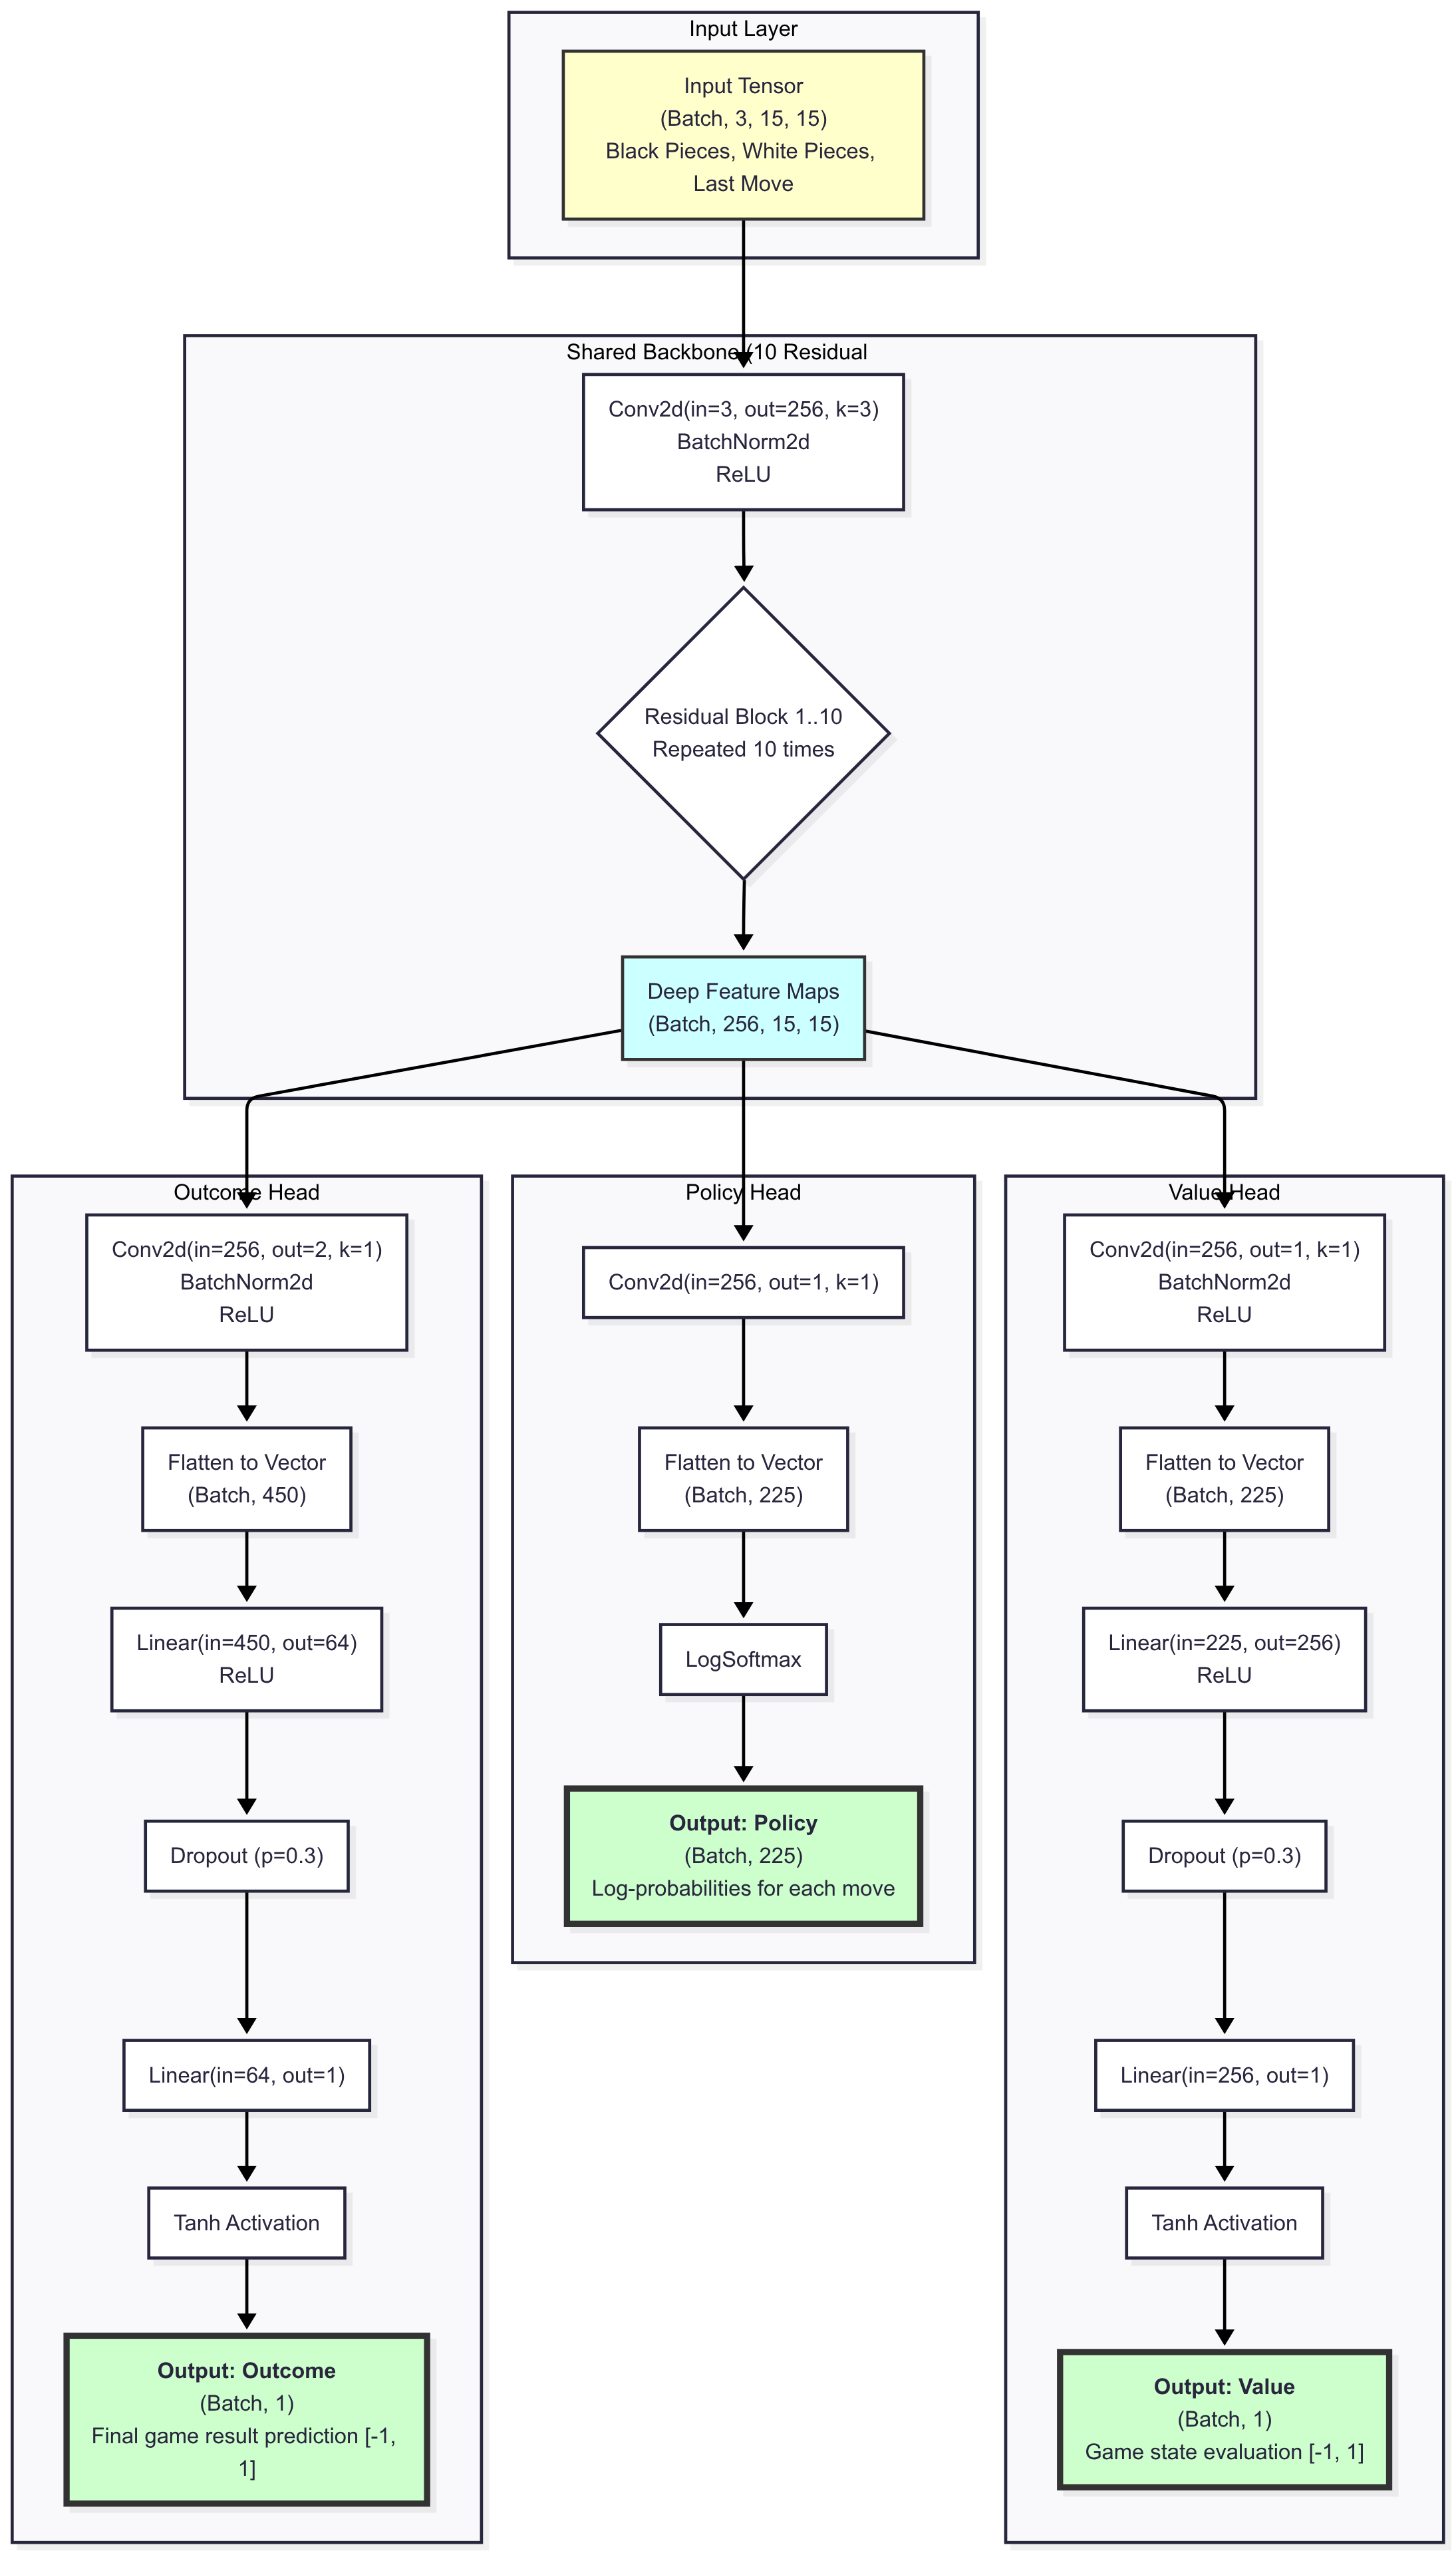 Input Layer
Input Tensor
(Batch, 3, 15, 15)
Black Pieces, White Pieces,
Last Move
Shared Backbone (10 Residual
Conv2d(in=3, out=256, k=3)
BatchNorm2d
ReLU
Residual Block 1..10
Repeated 10 times
Deep Feature Maps
(Batch, 256, 15, 15)
Outcome Head
Conv2d(in=256, out=2, k=1)
BatchNorm2d
ReLU
Flatten to Vector
(Batch, 450)
Linear(in=450, out=64)
ReLU
Dropout (p=0.3)
Linear(in=64, out=1)
Tanh Activation
Output: Outcome
(Batch, 1)
Final game result prediction [-1,
1]
Policy Head
Conv2d(in=256, out=1, k=1)
Flatten to Vector
(Batch, 225)
LogSoftmax
Output: Policy
(Batch, 225)
Log-probabilities for each move
Value Head
Conv2d(in=256, out=1, k=1)
BatchNorm2d
ReLU
Flatten to Vector
(Batch, 225)
Linear(in=225, out=256)
ReLU
Dropout (p=0.3)
Linear(in=256, out=1)
Tanh Activation
Output: Value
(Batch, 1)
Game state evaluation [-1, 1]